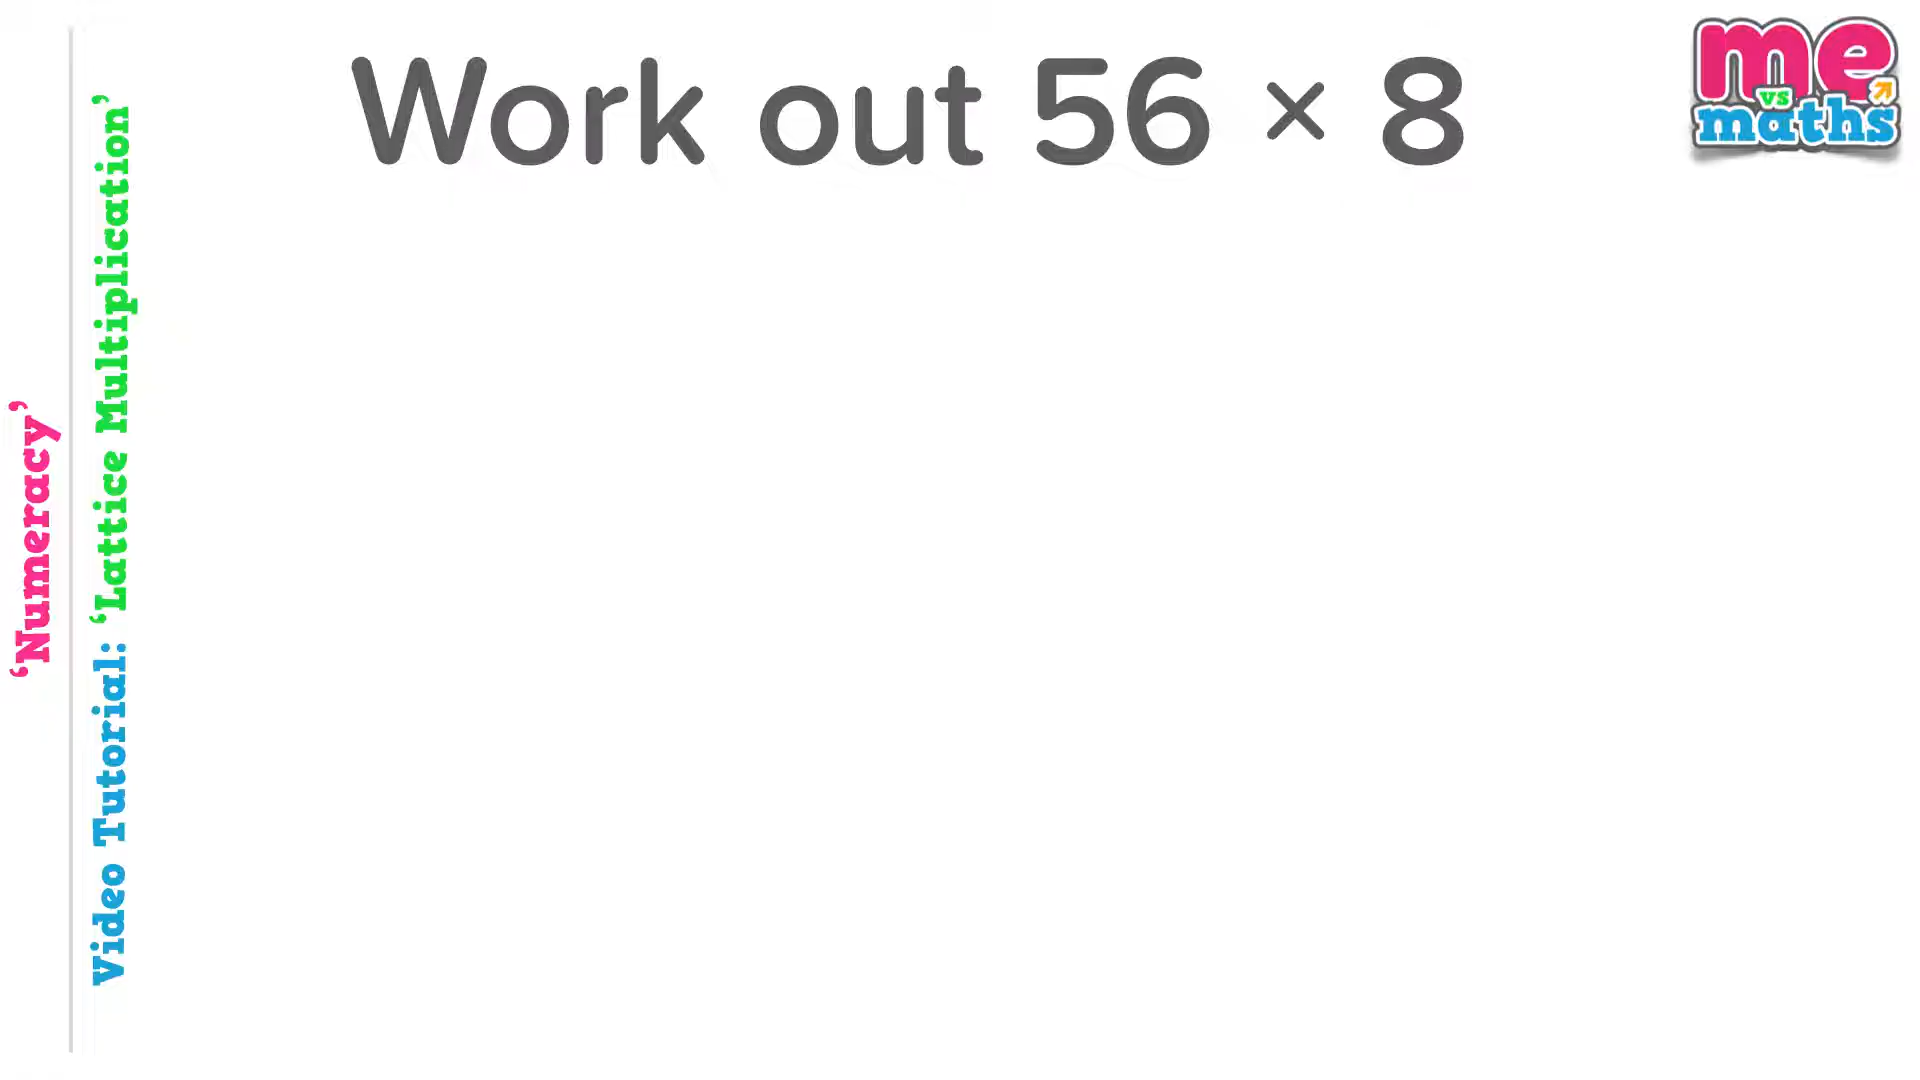 Work out 56 × 8
me
vs
maths
‘Numeracy’
Video Tutorial: ‘Lattice Multiplication’